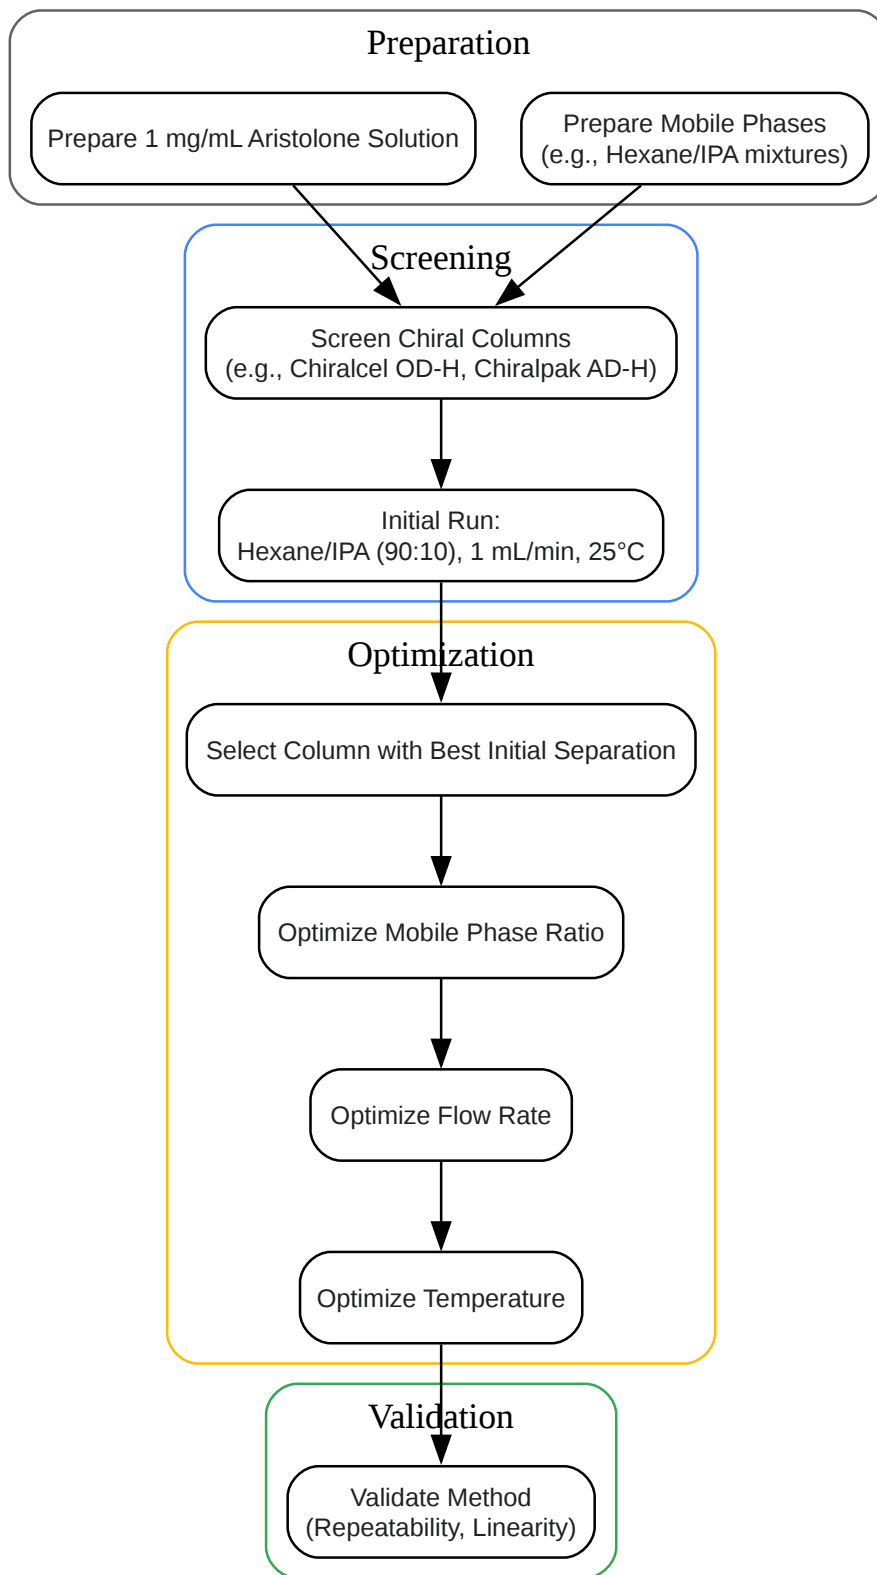 Preparation
Prepare 1 mg/mL Aristolone Solution
Prepare Mobile Phases
(e.g., Hexane/IPA mixtures)
Screening
Screen Chiral Columns
(e.g., Chiralcel OD-H, Chiralpak AD-H)
Initial Run:
Hexane/IPA (90:10), 1 mL/min, 25°C
Optimization
Select Column with Best Initial Separation
Optimize Mobile Phase Ratio
Optimize Flow Rate
Optimize Temperature
Validation
Validate Method
(Repeatability, Linearity)